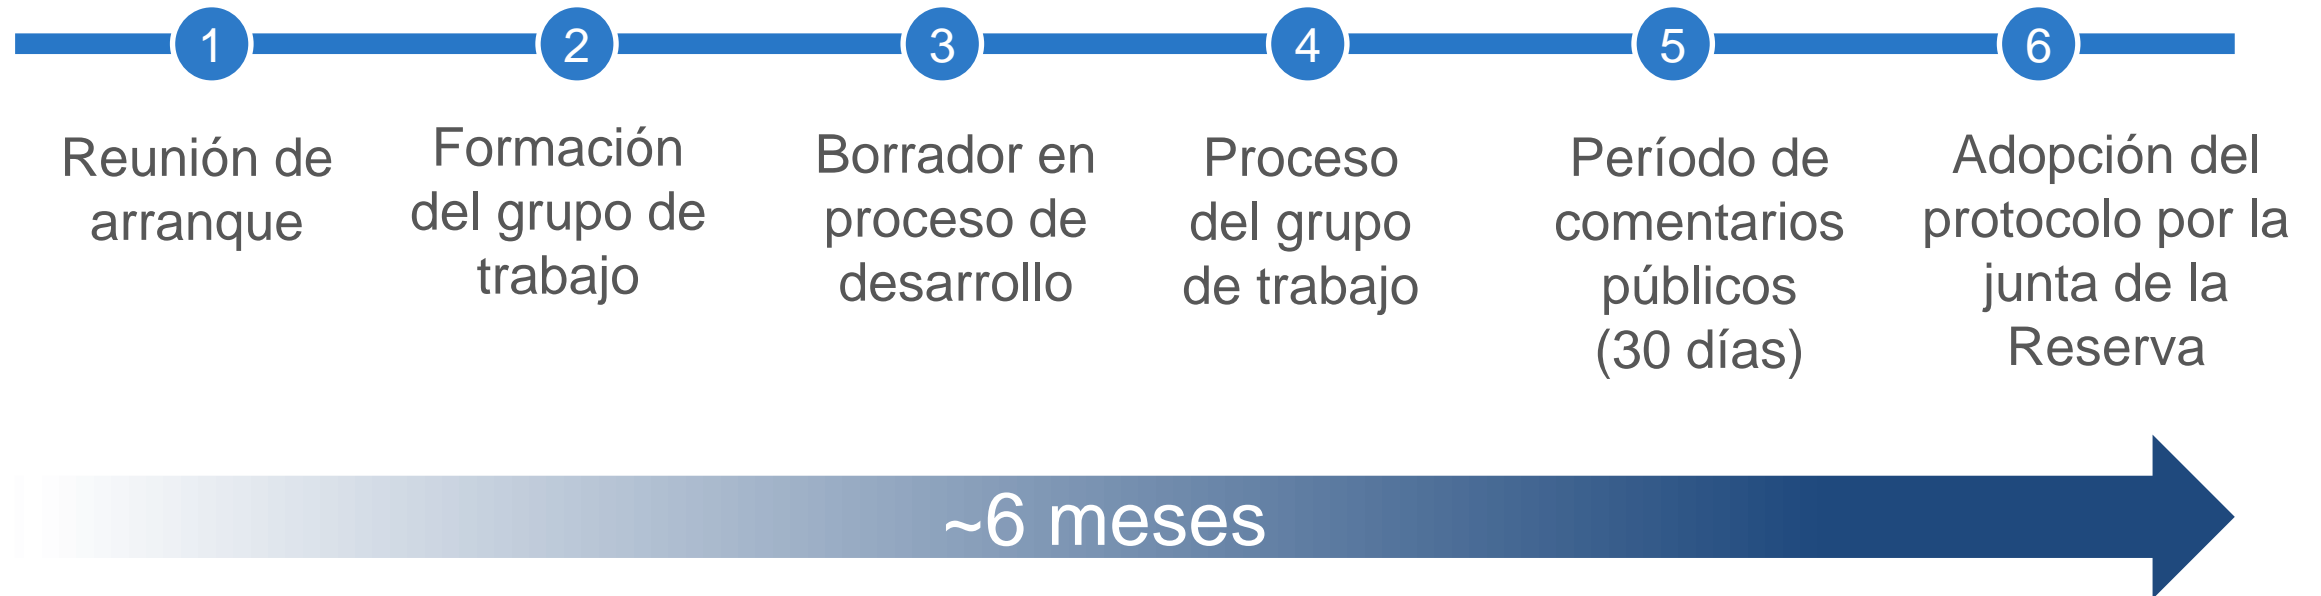 1
2
3
4
5
6
Reunión de
arranque
Formación
del grupo de
trabajo
Borrador en
proceso de
desarrollo
Proceso
del grupo
de trabajo
Período de
comentarios
públicos
(30 días)
Adopción del
protocolo por la
junta de la
Reserva
~6 meses